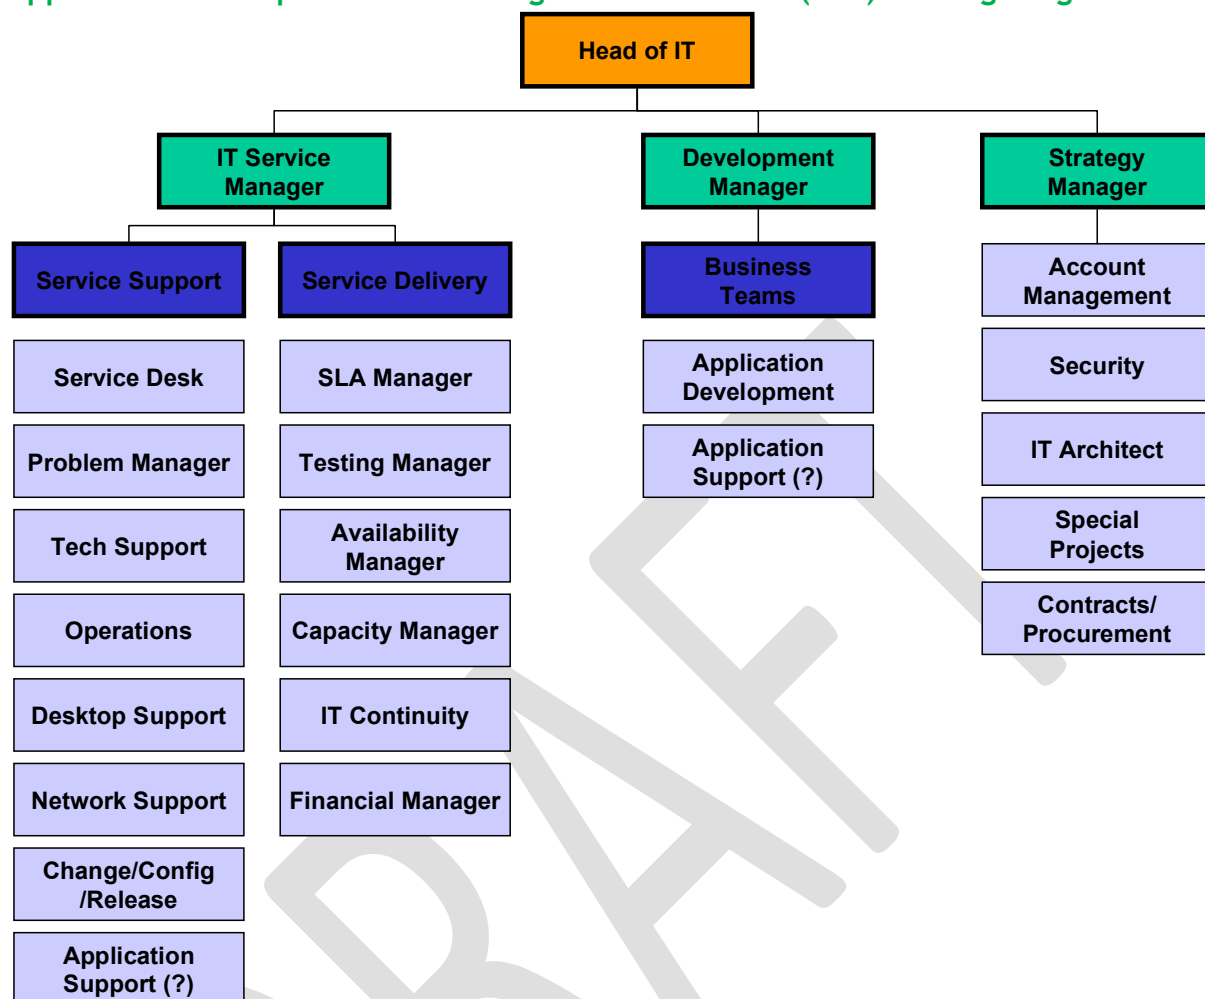 Head of IT
IT Service
Manager
Development
Manager
Strategy
Manager
Service Support
Service Delivery
Business
Teams
Account
Management
Service Desk
SLA Manager
Application
Development
Security
Problem Manager
Testing Manager
Application
Support (?)
IT Architect
Tech Support
Availability
Manager
Special
Projects
Operations
Capacity Manager
Contracts/
Procurement
Desktop Support
IT Continuity
Network Support
Financial Manager
Change/Config
/Release
Application
Support (?)
DRAFT